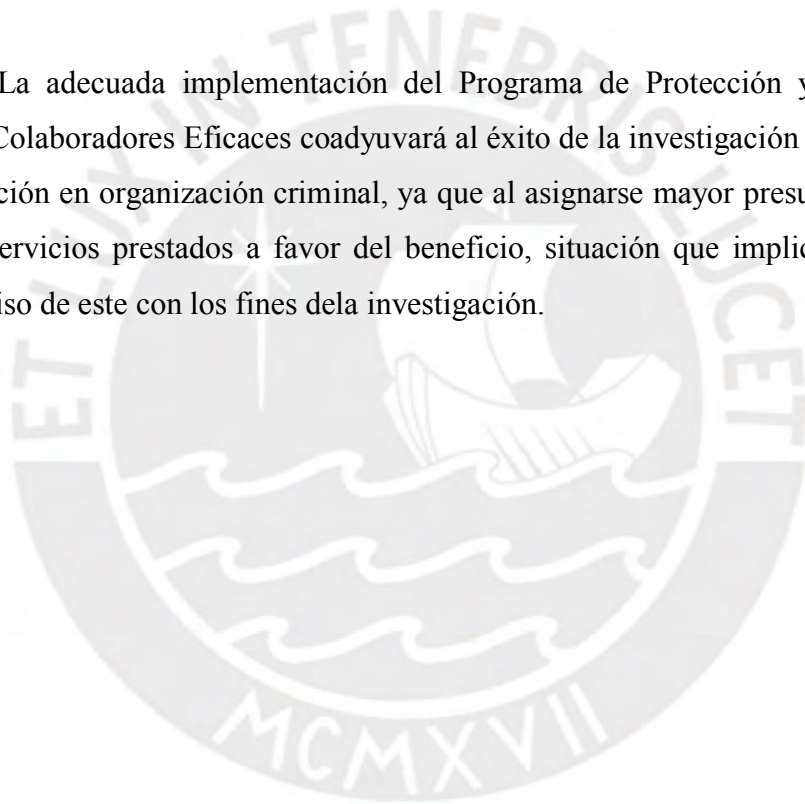 La adecuada implementación del Programa de Protección y
Colaboradores Eficaces coadyuvará al éxito de la investigación
ción en organización criminal, ya que al asignarse mayor presu
ervicios prestados a favor del beneficio, situación que implic
iso de este con los fines dela investigación.
ET LUX IN TENEBRIS LUCET
MCMXVII